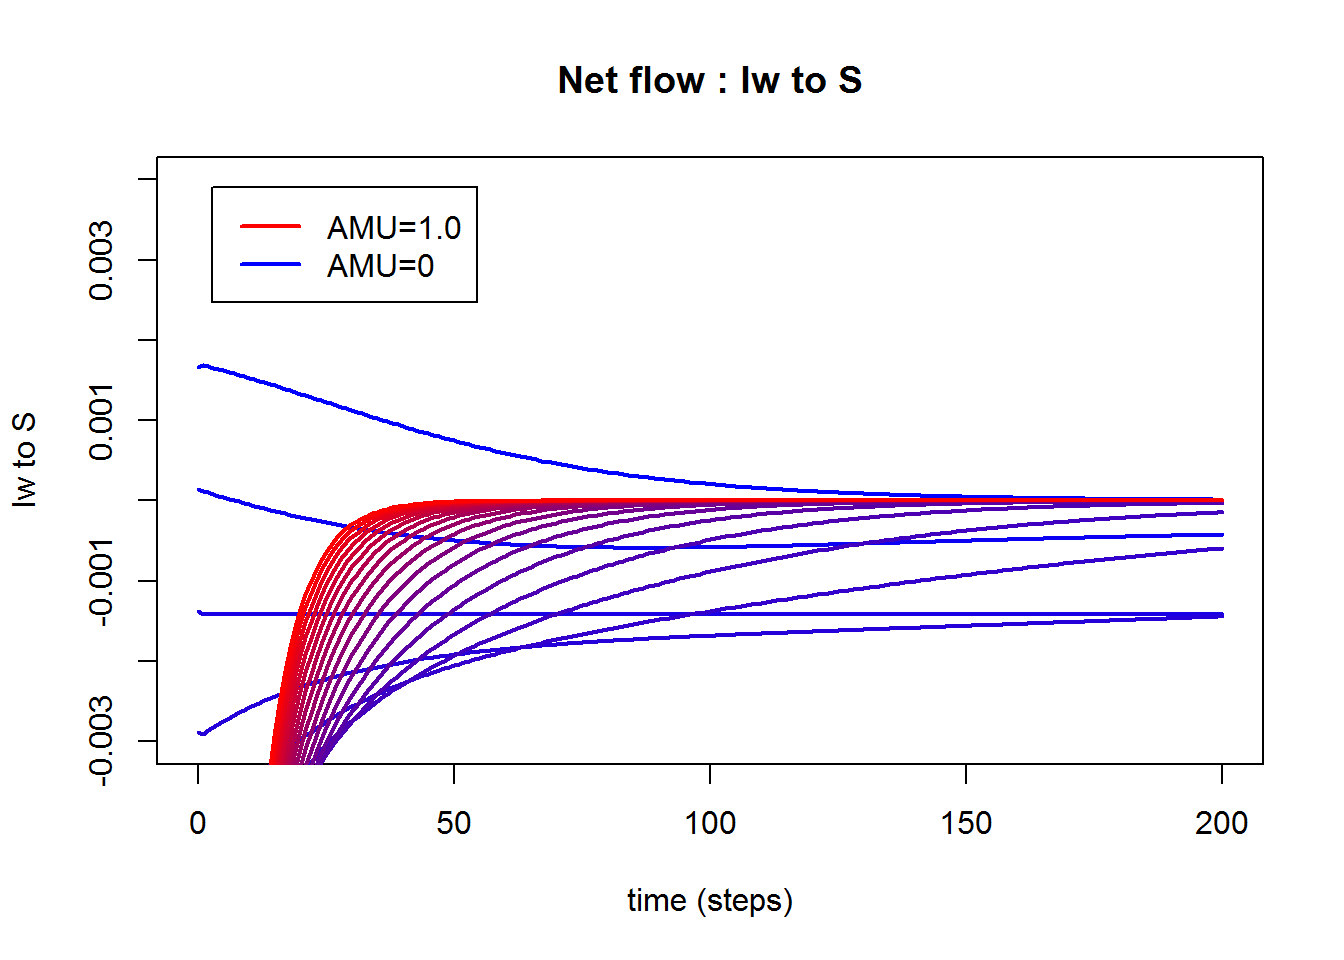 Net flow : Iw to S
AMU=1.0
AMU=0
Iw to S
0.003
0.001
-0.001
-0.003
0
50
100
150
200
time (steps)